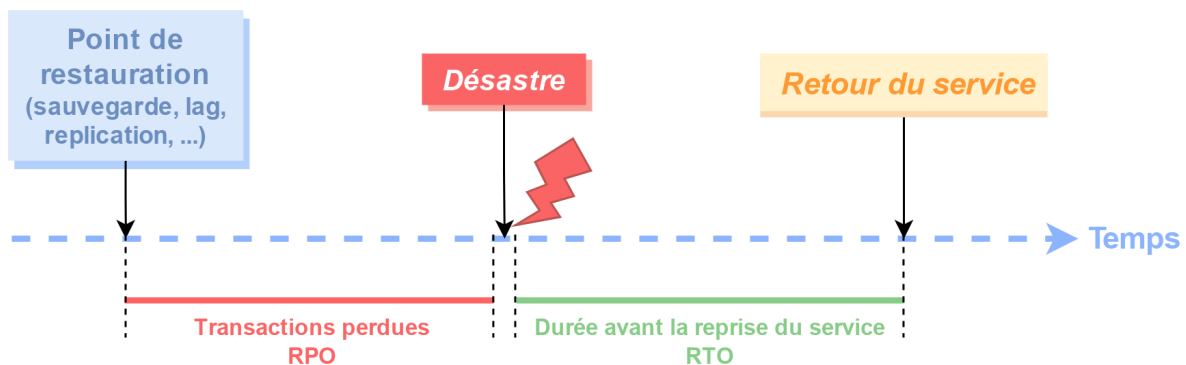 Point de
restauration
(sauvegarde, lag,
replication, ...)
Désastre
Retour du service
Temps
Transactions perdues
RPO
Durée avant la reprise du service
RTO